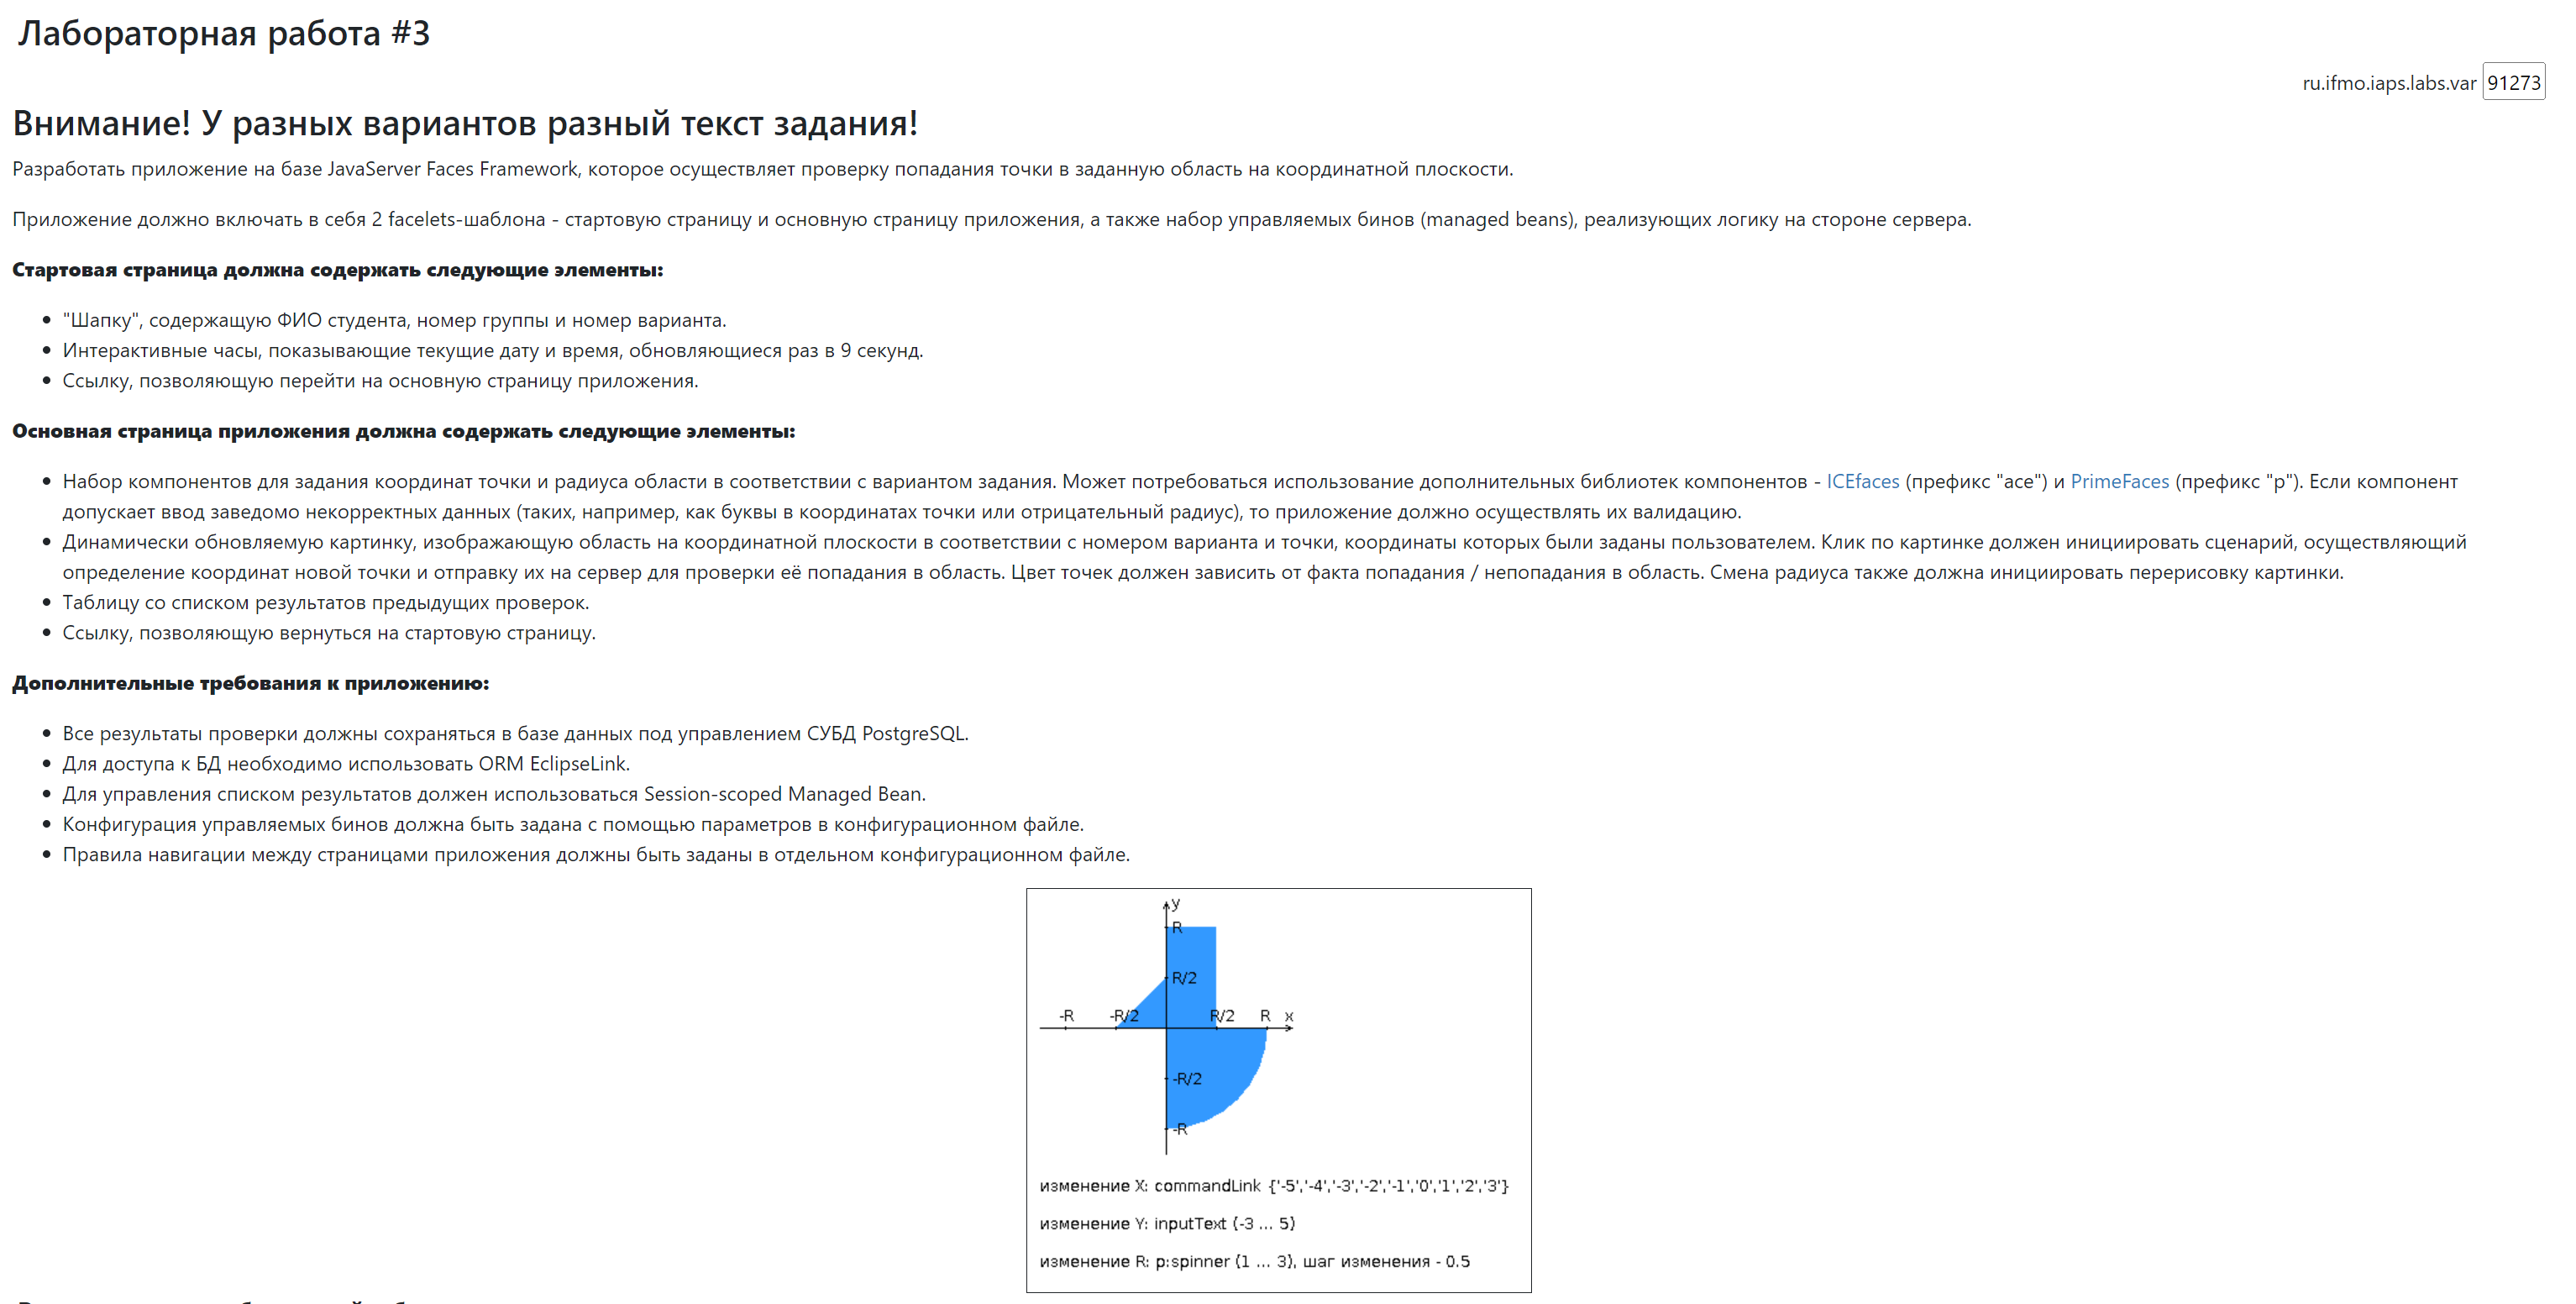 Лабораторная работа #3
ru.ifmo.iaps.labs.var 91273
Внимание! У разных вариантов разный текст задания!
Разработать приложение на базе JavaServer Faces Framework, которое осуществляет проверку попадания точки в заданную область на координатной плоскости.
Приложение должно включать в себя 2 facelets-шаблона - стартовую страницу и основную страницу приложения, а также набор управляемых бинов (managed beans), реализующих логику на стороне сервера.
Стартовая страница должна содержать следующие элементы:
"Шапку", содержащую ФИО студента, номер группы и номер варианта.
Интерактивные часы, показывающие текущие дату и время, обновляющиеся раз в 9 секунд.
Ссылку, позволяющую перейти на основную страницу приложения.
Основная страница приложения должна содержать следующие элементы:
Набор компонентов для задания координат точки и радиуса области в соответствии с вариантом задания. Может потребоваться использование дополнительных библиотек компонентов - ICEfaces (префикс "ace") и PrimeFaces (префикс "p"). Если компонент
допускает ввод заведомо некорректных данных (таких, например, как буквы в координатах точки или отрицательный радиус), то приложение должно осуществлять их валидацию.
Динамически обновляемую картинку, изображающую область на координатной плоскости в соответствии с номером варианта и точки, координаты которых были заданы пользователем. Клик по картинке должен инициировать сценарий, осуществляющий
определение координат новой точки и отправку их на сервер для проверки её попадания в область. Цвет точек должен зависить от факта попадания / непопадания в область. Смена радиуса также должна инициировать перерисовку картинки.
Таблицу со списком результатов предыдущих проверок.
Ссылку, позволяющую вернуться на стартовую страницу.
Дополнительные требования к приложению:
Все результаты проверки должны сохраняться в базе данных под управлением СУБД PostgreSQL.
Для доступа к БД необходимо использовать ORM EclipseLink.
Для управления списком результатов должен использоваться Session-scoped Managed Bean.
Конфигурация управляемых бинов должна быть задана с помощью параметров в конфигурационном файле.
Правила навигации между страницами приложения должны быть заданы в отдельном конфигурационном файле.
y
R
R/2
-R -R/2 R/2 R x
-R/2
-R
изменение X: commandLink {'-5','-4','-3','-2','-1','0','1','2','3'}
изменение Y: inputText (-3 ... 5)
изменение R: p:spinner (1 ... 3), шаг изменения - 0.5